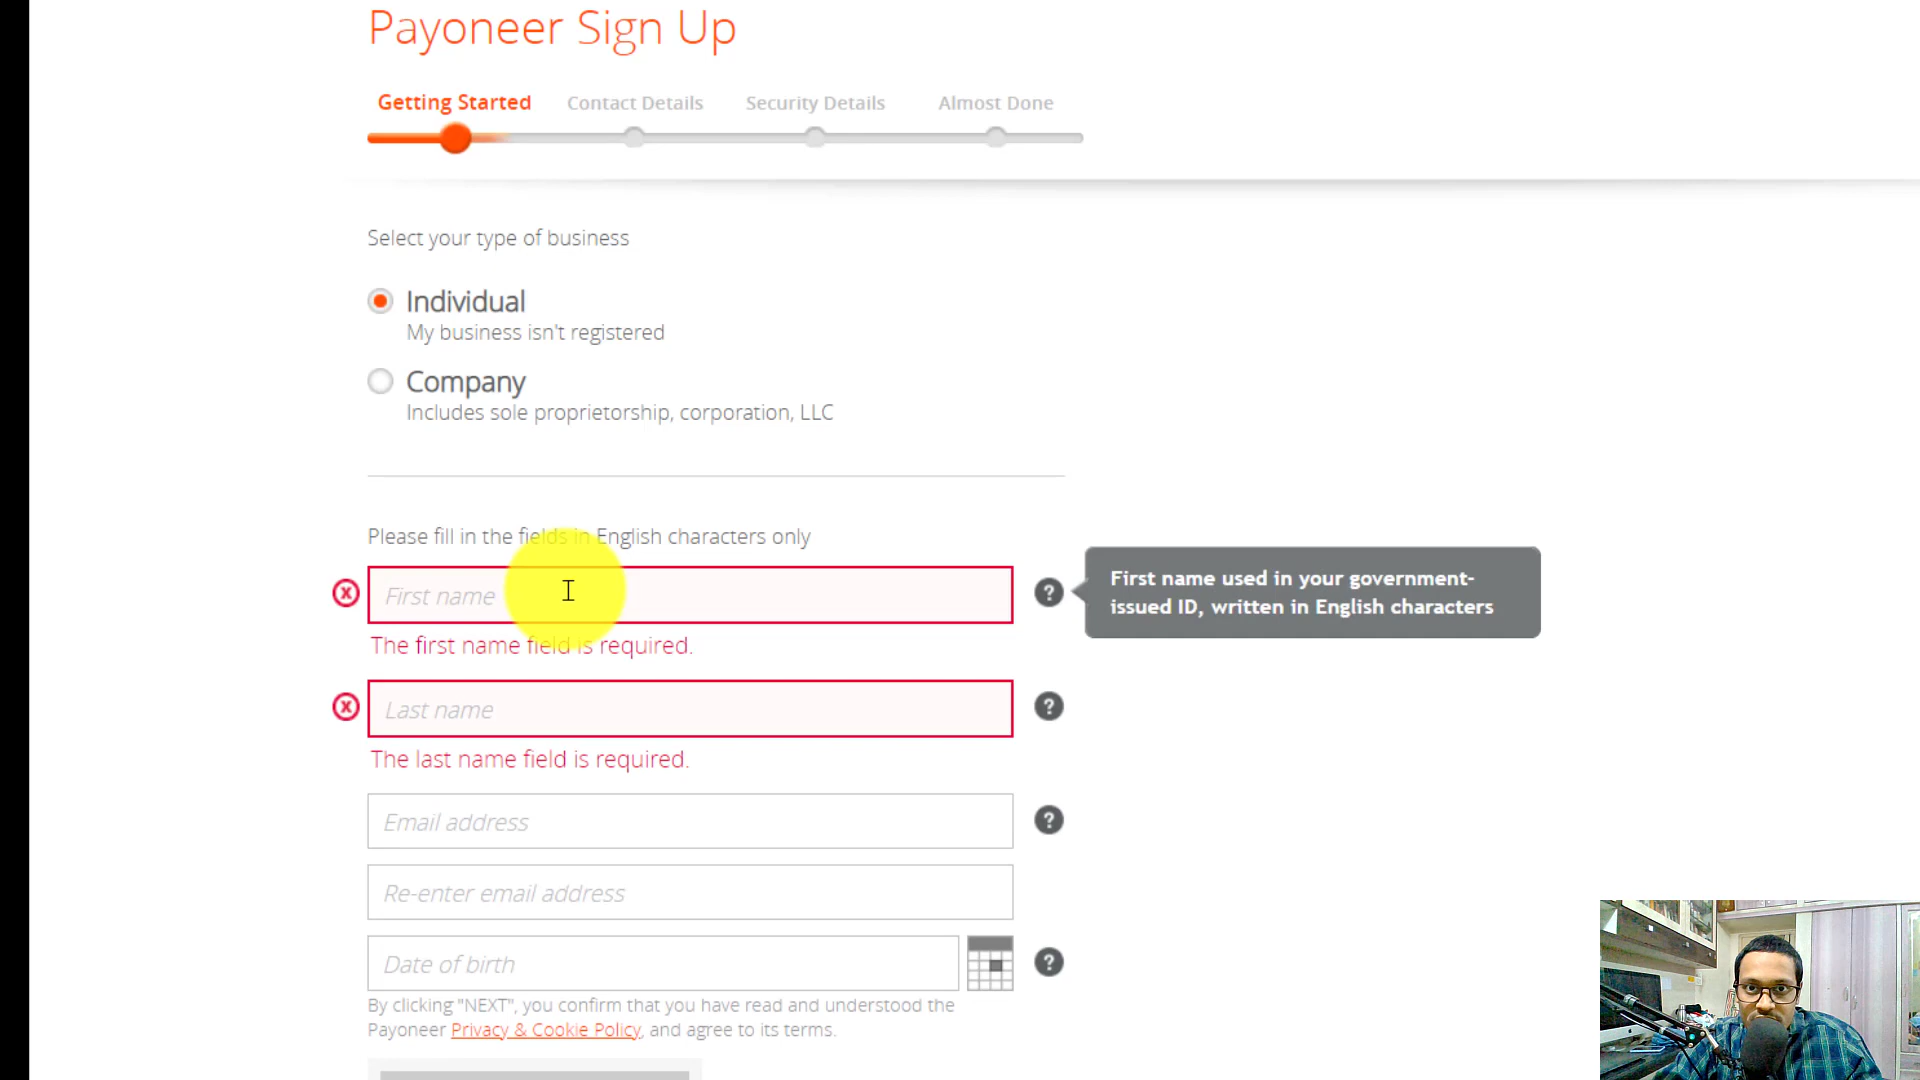 Payoneer Sign Up
Getting Started
Contact Details
Security Details
Almost Done
Select your type of business
Individual
My business isn't registered
Company
Includes sole proprietorship, corporation, LLC
Please fill in the fields in English characters only
First name
?
First name used in your government-
issued ID, written in English characters
The first name field is required.
Last name
?
The last name field is required.
Email address
?
Re-enter email address
Date of birth
?
By clicking "NEXT", you confirm that you have read and understood the
Payoneer Privacy & Cookie Policy, and agree to its terms.